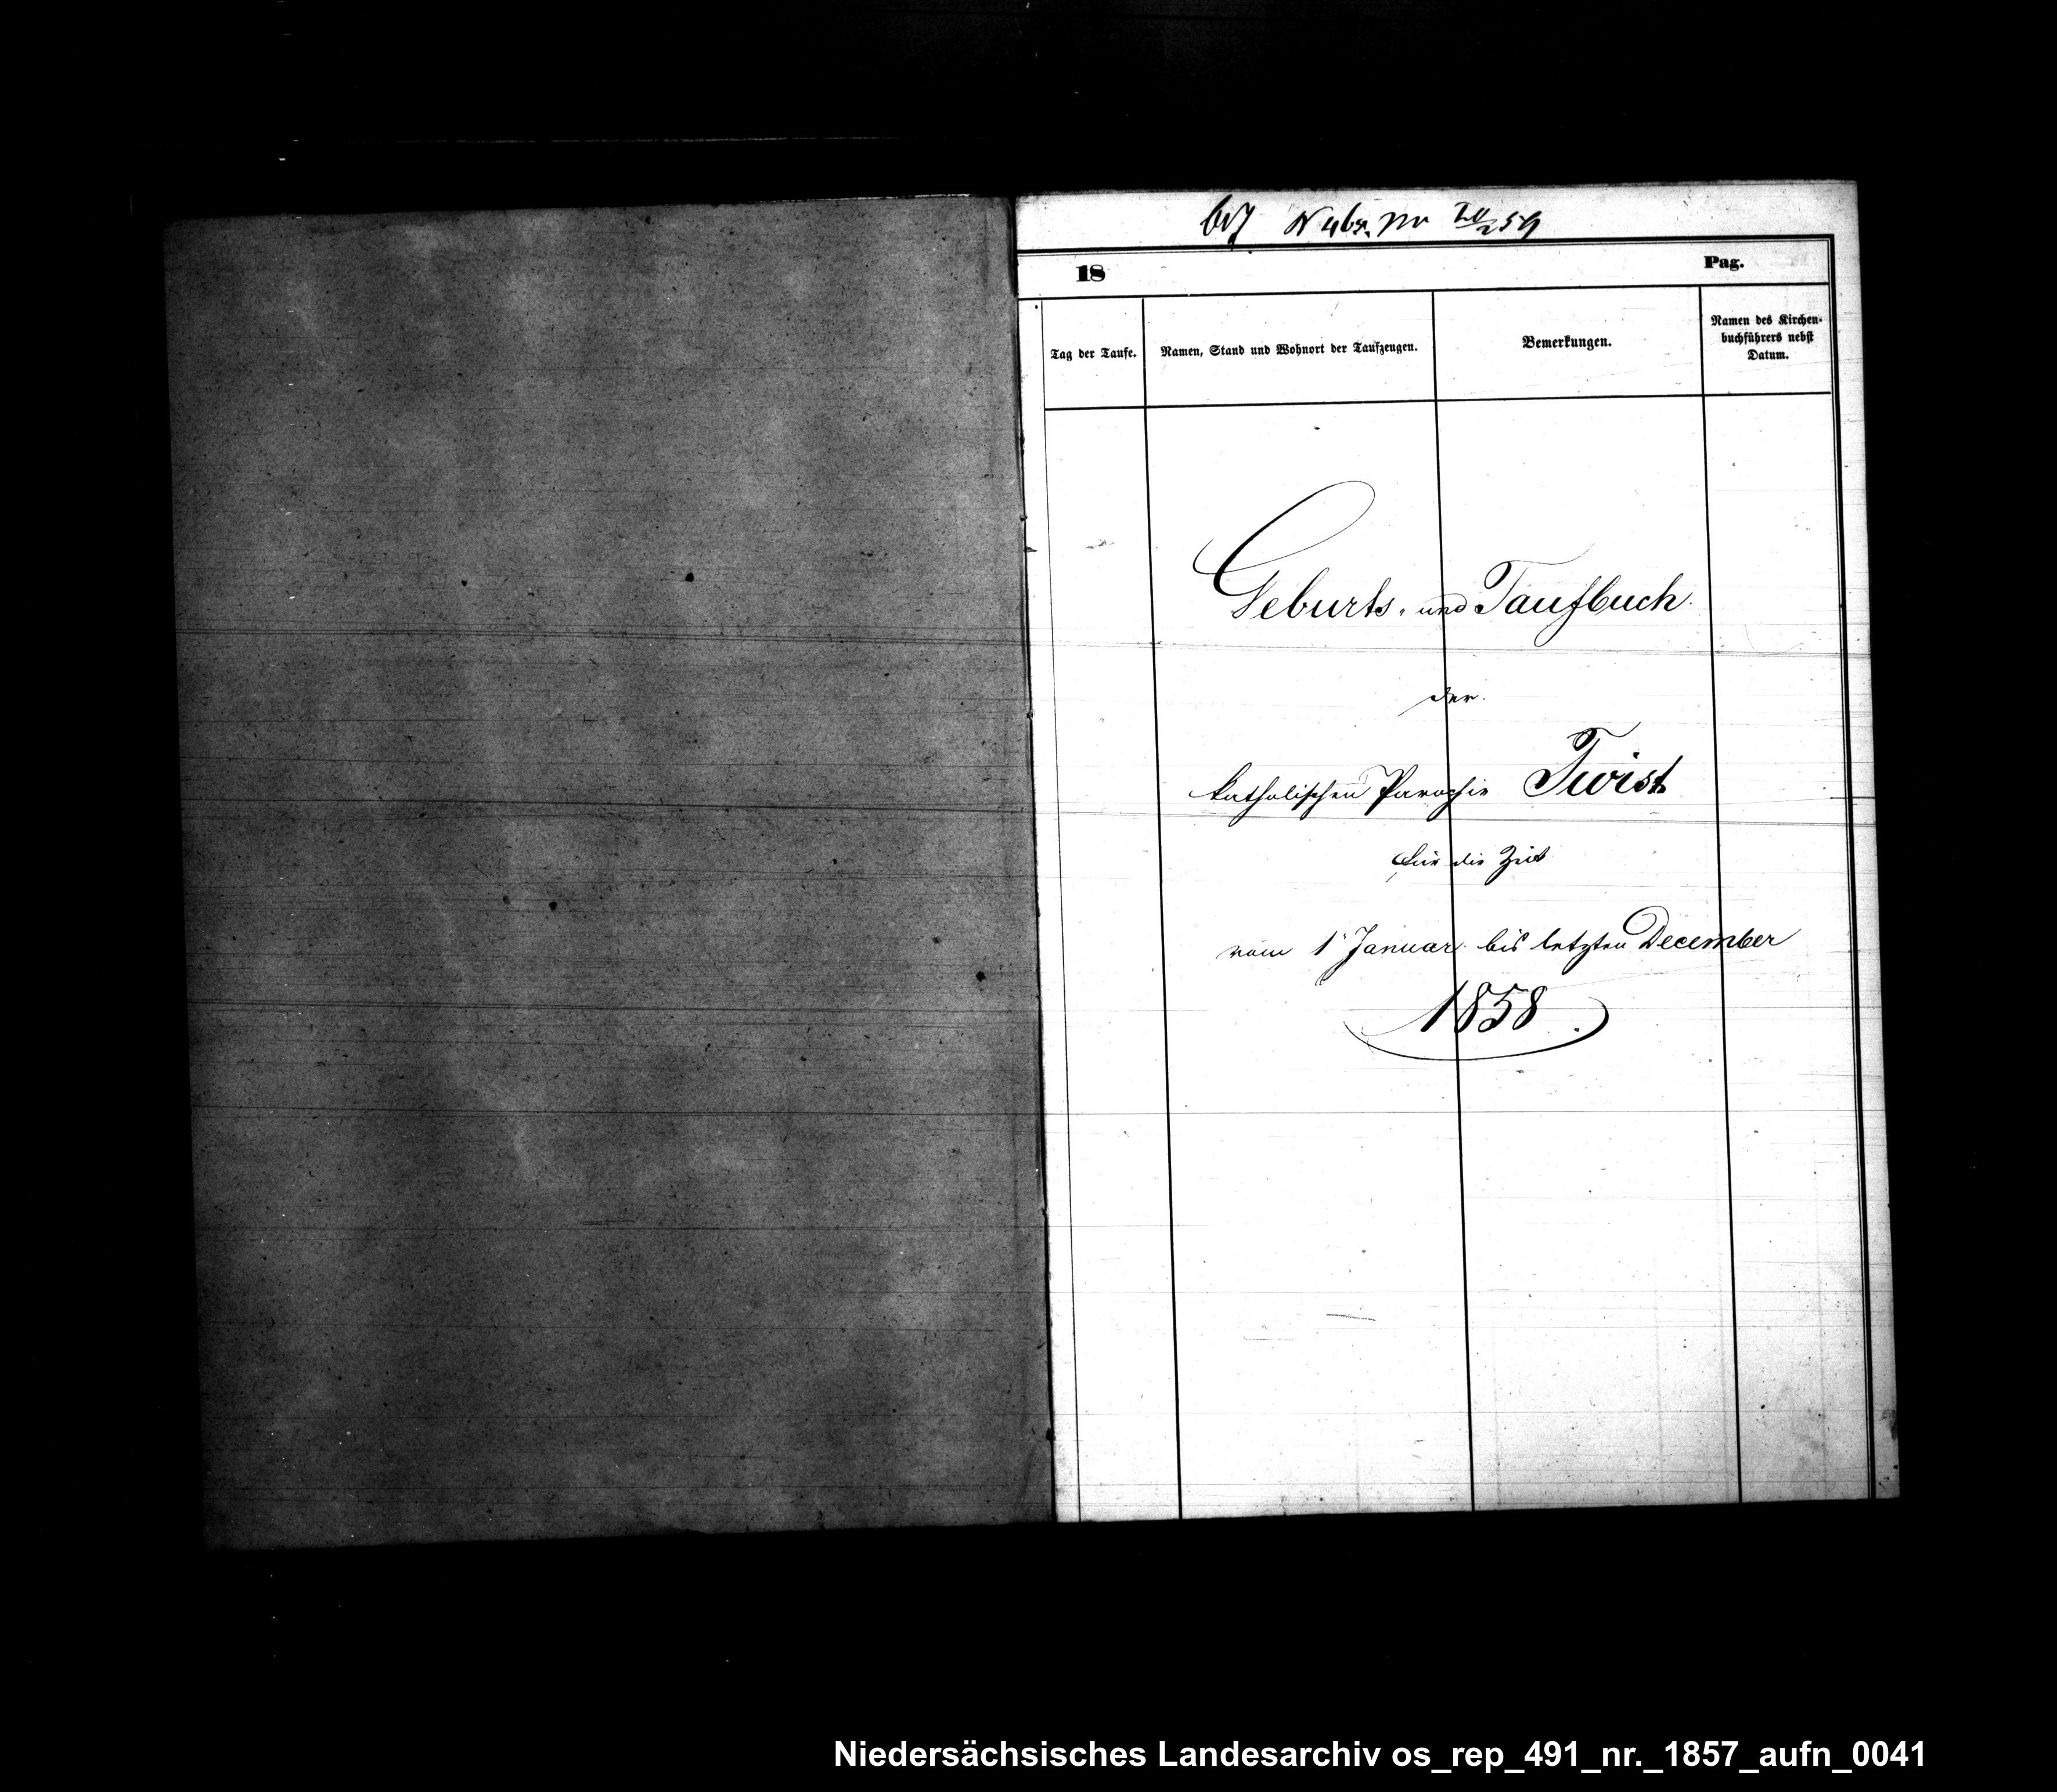 18
Pag.
Tag der Taufe.
Namen, Stand und Wohnort der Taufzeugen.
Bemerkungen.
Namen des Kirchen-
buchführers nebst
Datum.
Geburts- und Taufbuch.
der
katholischen Parochie Twist
für die Zeit
vom 1 Januar bis letzten December
1858.
Niedersächsisches Landesarchiv os_rep_491_nr._1857_aufn_0041